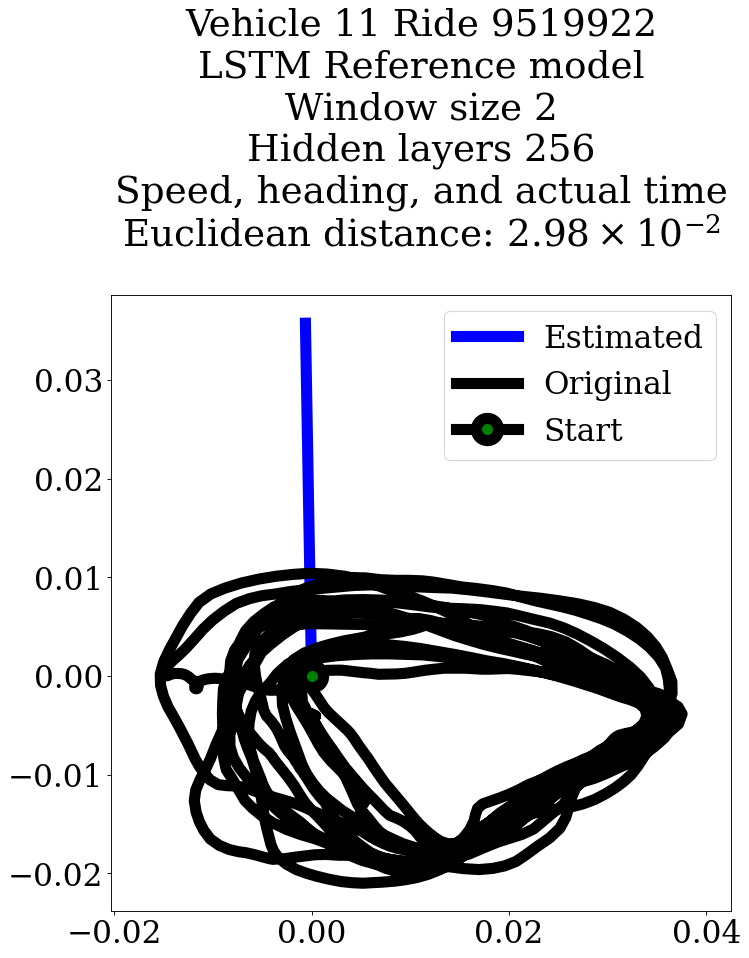 Vehicle 11 Ride 9519922
LSTM Reference model
Window size 2
Hidden layers 256
Speed, heading, and actual time
Euclidean distance: 2.98 × 10⁻²
Estimated
Original
Start
0.03
0.02
0.01
0.00
−0.01
−0.02
−0.02 0.00 0.02 0.04